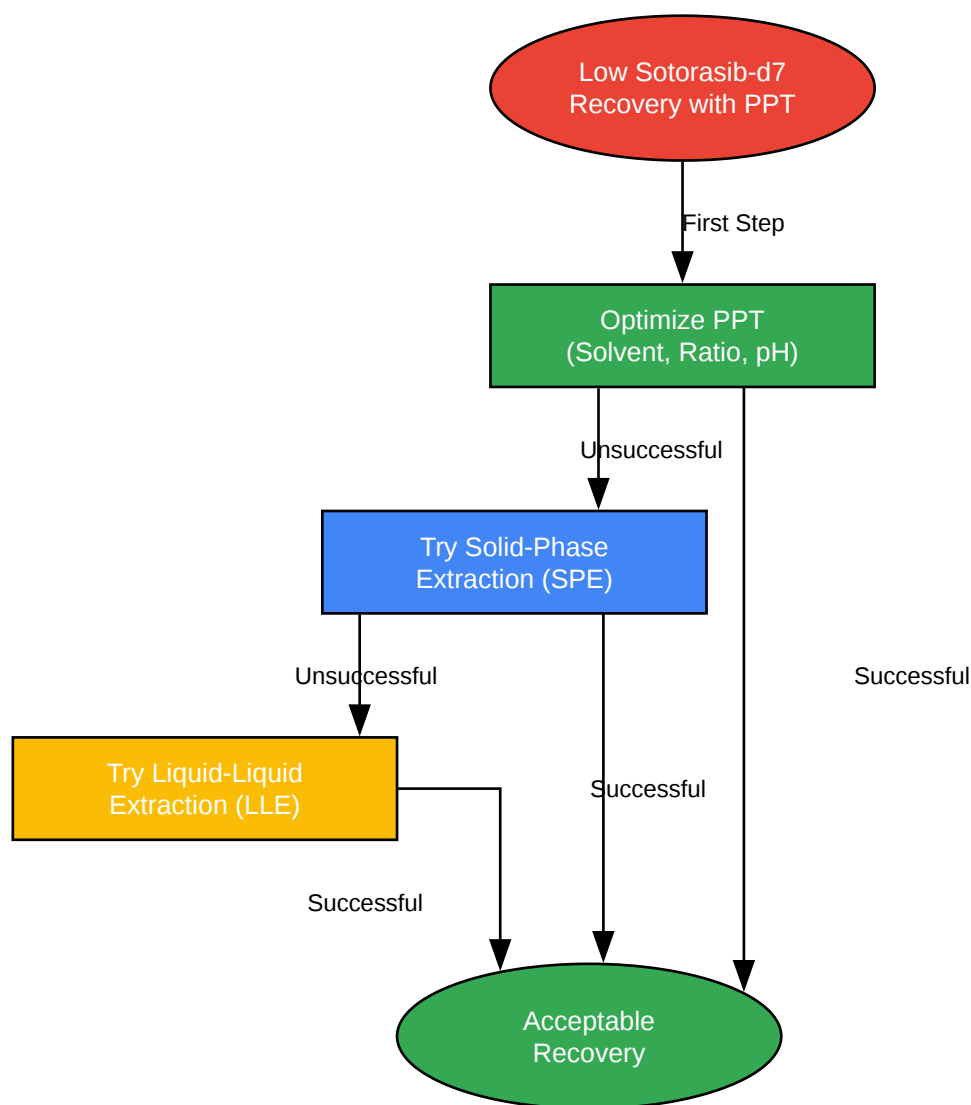 Low Sotorasib-d7
Recovery with PPT
First Step
Optimize PPT
(Solvent, Ratio, pH)
Unsuccessful
Try Solid-Phase
Extraction (SPE)
Unsuccessful
Successful
Try Liquid-Liquid
Extraction (LLE)
Successful
Successful
Acceptable
Recovery